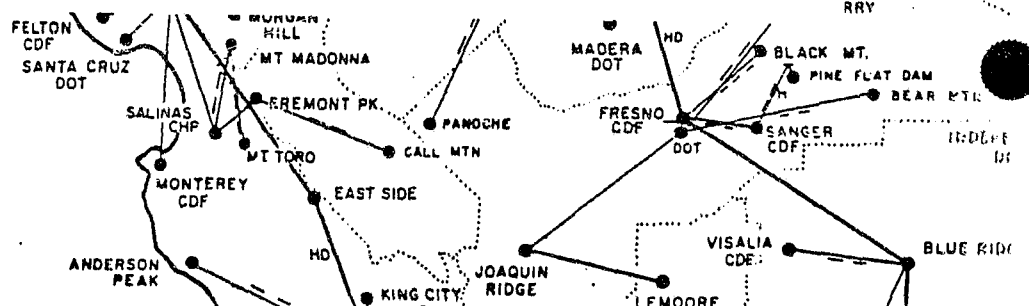 FELTON
CDF
SANTA CRUZ
DOT
MORGAN
HILL
MT MADONNA
SALINAS
CHP
FREMONT PK.
MT TORO
MONTEREY
CDF
CALL MTN
PANOCHE
EAST SIDE
HD
ANDERSON
PEAK
KING CITY
MADERA
DOT
HD
RRY
BLACK MT.
PINE FLAT DAM
H
BEAR MTN
FRESNO
CDF
DOT
SANGER
CDF
JOAQUIN
RIDGE
LEMOORE
VISALIA
CDF
BLUE RIDG